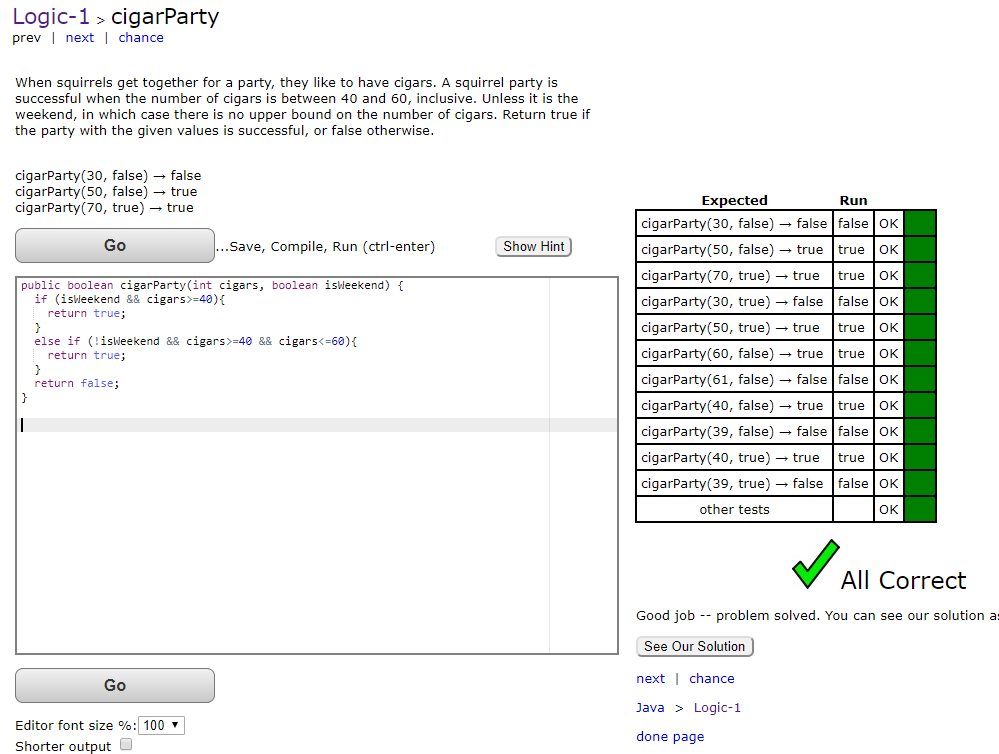 Logic-1 > cigarParty
prev | next | chance
When squirrels get together for a party, they like to have cigars. A squirrel party is
successful when the number of cigars is between 40 and 60, inclusive. Unless it is the
weekend, in which case there is no upper bound on the number of cigars. Return true if
the party with the given values is successful, or false otherwise.
cigarParty(30, false) → false
cigarParty(50, false) → true
cigarParty(70, true) → true
Go ...Save, Compile, Run (ctrl-enter) Show Hint
public boolean cigarParty(int cigars, boolean isWeekend) {
  if (isWeekend && cigars>=40){
    return true;
  }
  else if (!isWeekend && cigars>=40 && cigars<=60){
    return true;
  }
  return false;
}
Go
Editor font size %: 100 ▼
Shorter output
Expected Run
cigarParty(30, false) → false false OK
cigarParty(50, false) → true true OK
cigarParty(70, true) → true true OK
cigarParty(30, true) → false false OK
cigarParty(50, true) → true true OK
cigarParty(60, false) → true true OK
cigarParty(61, false) → false false OK
cigarParty(40, false) → true true OK
cigarParty(39, false) → false false OK
cigarParty(40, true) → true true OK
cigarParty(39, true) → false false OK
other tests OK
All Correct
Good job -- problem solved. You can see our solution as
See Our Solution
next | chance
Java > Logic-1
done page